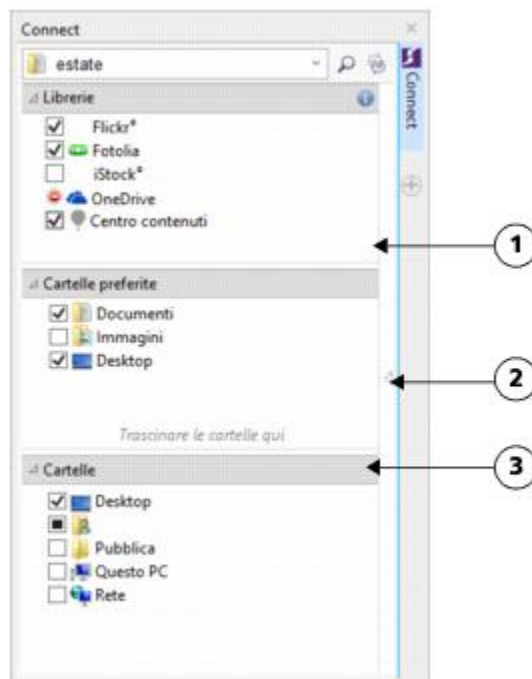 Connect
estate
Librerie
Flickr®
Fotolia
iStock®
OneDrive
Centro contenuti
Cartelle preferite
Documenti
Immagini
Desktop
Trascinare le cartelle qui
Cartelle
Desktop
Pubblica
Questo PC
Rete
Connect
1
2
3